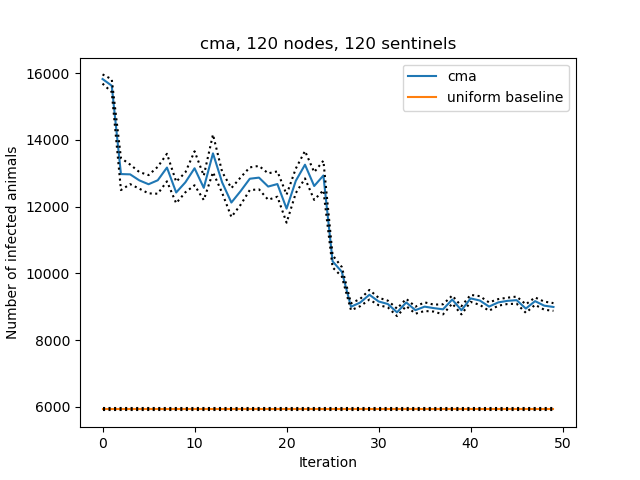 cma, 120 nodes, 120 sentinels
cma
uniform baseline
Number of infected animals
16000
14000
12000
10000
8000
6000
0 10 20 30 40 50
Iteration